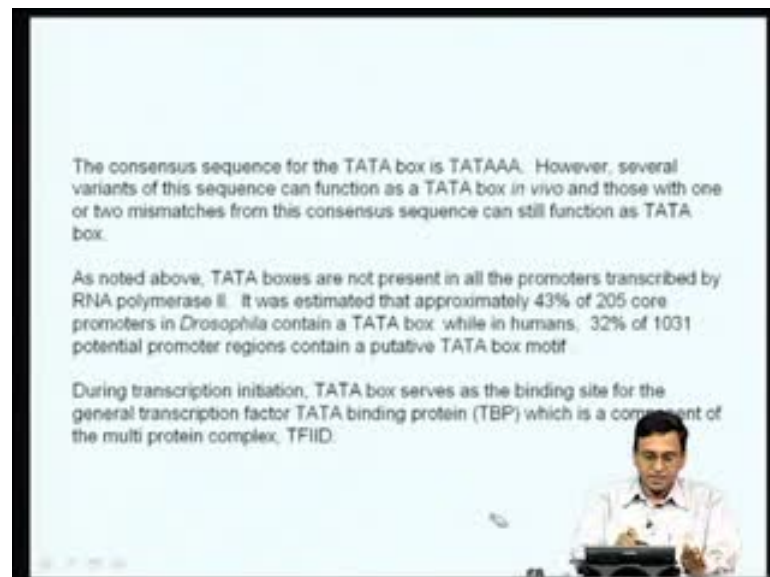 The consensus sequence for the TATA box is TATAAA. However, several
variants of this sequence can function as a TATA box in vivo and those with one
or two mismatches from this consensus sequence can still function as TATA
box.
As noted above, TATA boxes are not present in all the promoters transcribed by
RNA polymerase II. It was estimated that approximately 43% of 205 core
promoters in Drosophila contain a TATA box while in humans, 32% of 1031
potential promoter regions contain a putative TATA box motif
During transcription initiation, TATA box serves as the binding site for the
general transcription factor TATA binding protein (TBP) which is a of
the multi protein complex, TFIID.